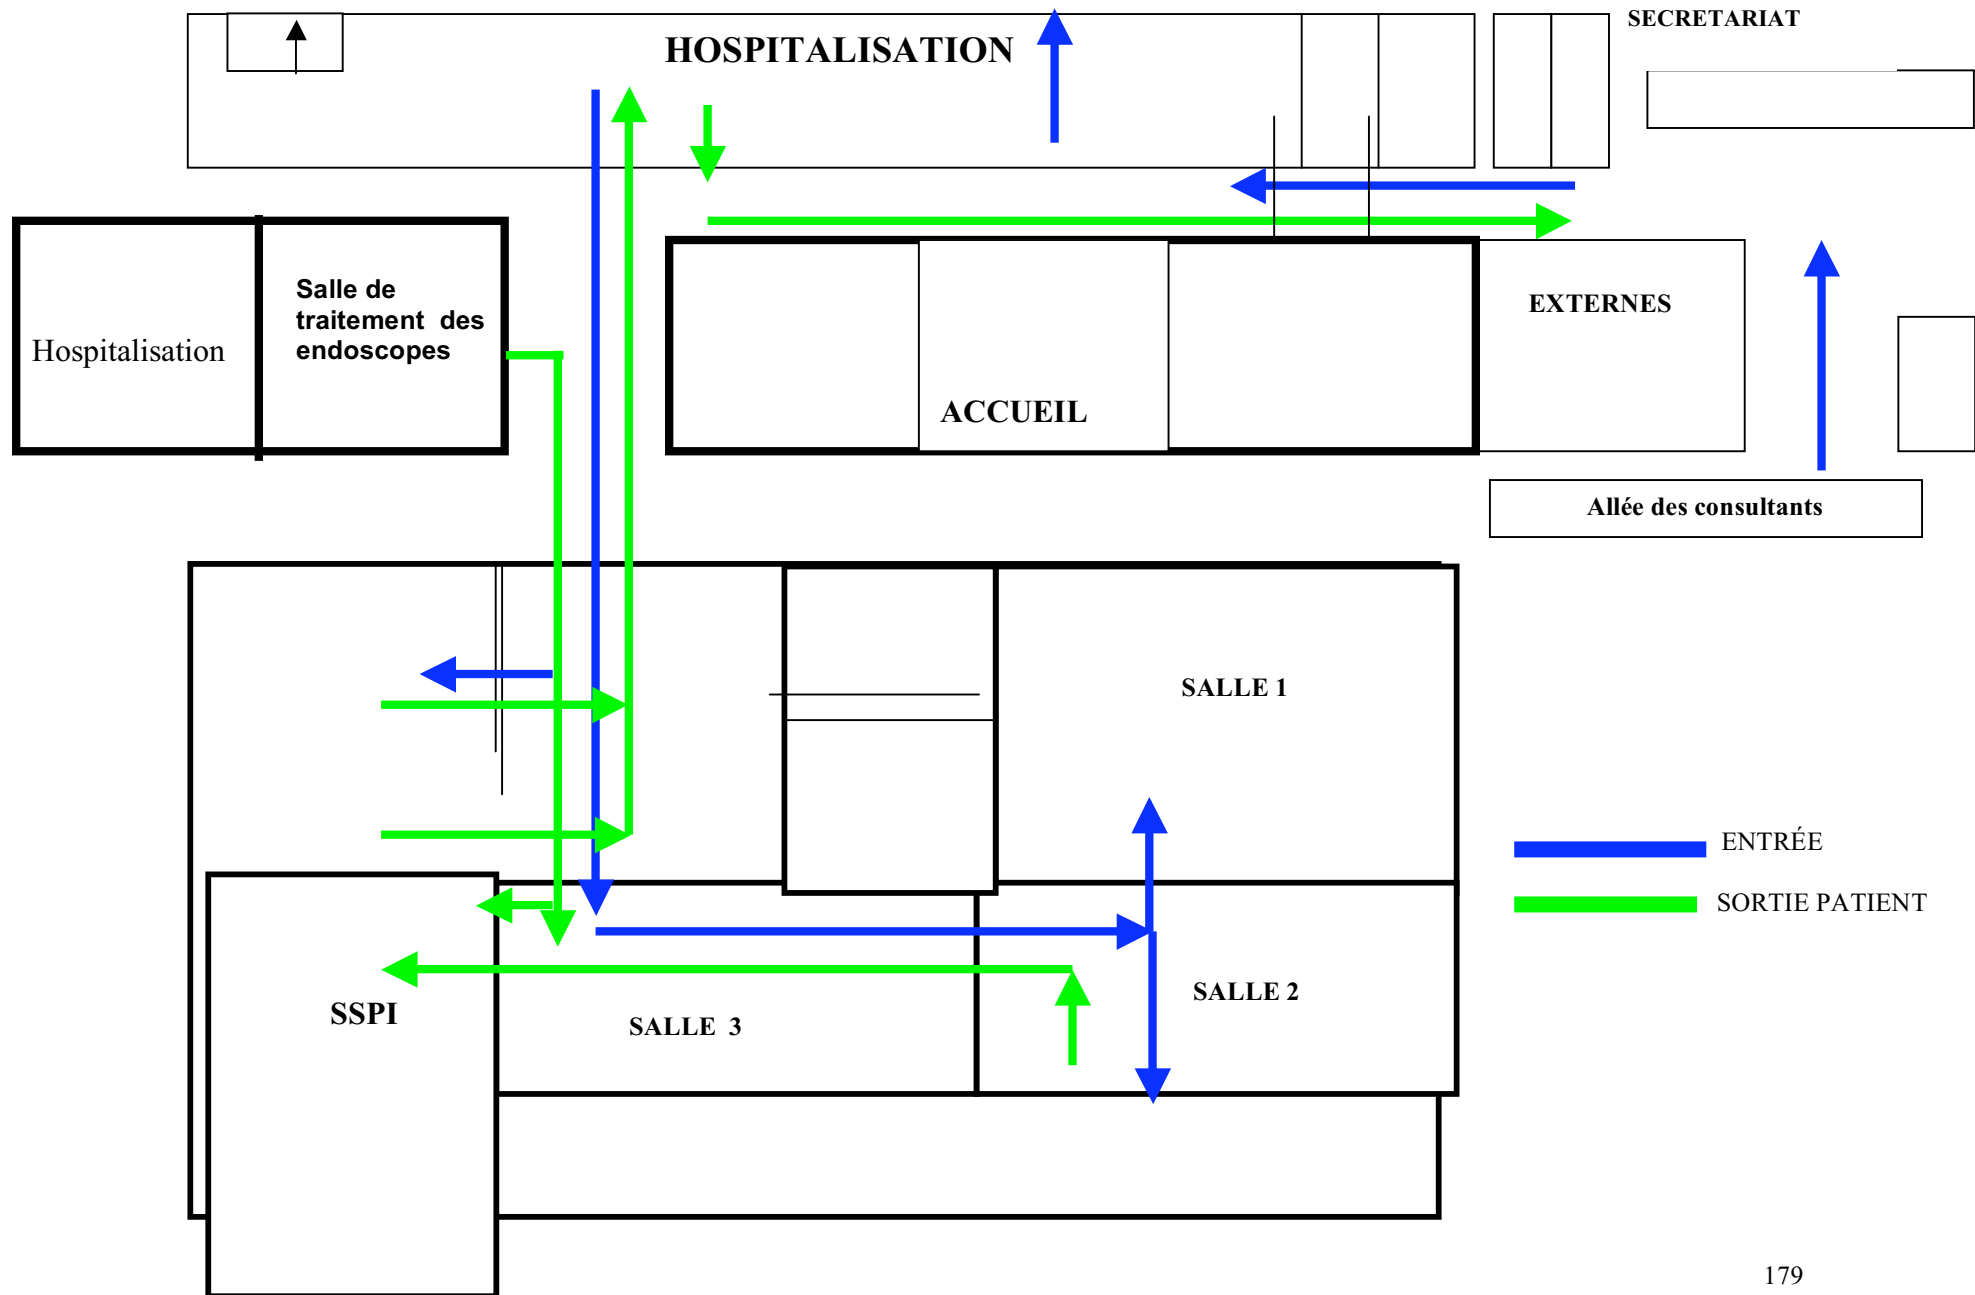 SECRETARIAT
HOSPITALISATION
Salle de
traitement des
endoscopes
Hospitalisation
EXTERNES
ACCUEIL
Allée des consultants
SALLE 1
ENTRÉE
SORTIE PATIENT
SALLE 2
SSPI
SALLE 3
179